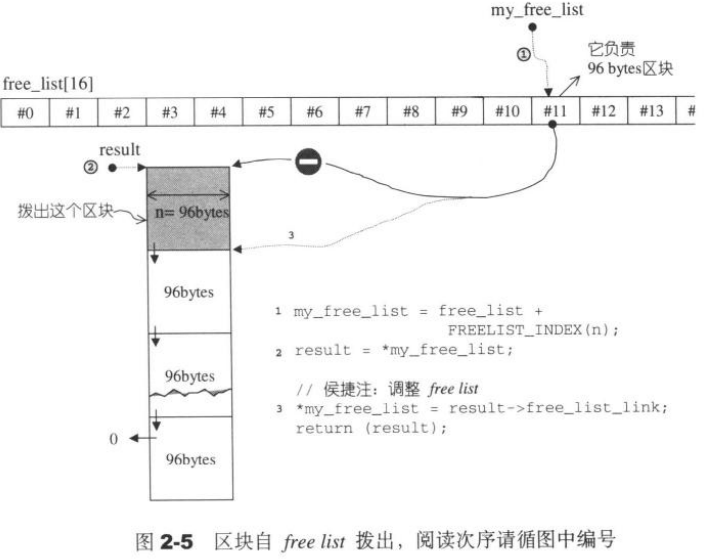 my_free_list
①
它负责
96 bytes区块
free_list[16]
#0 #1 #2 #3 #4 #5 #6 #7 #8 #9 #10 #11 #12 #13 #
result
②
拨出这个区块
n= 96bytes
3
96bytes
96bytes
0
96bytes
1 my_free_list = free_list +
FREELIST_INDEX(n);
2 result = *my_free_list;
// 侯捷注：调整 free list
3 *my_free_list = result->free_list_link;
return (result);
图 2-5 区块自 free list 拨出，阅读次序请循图中编号